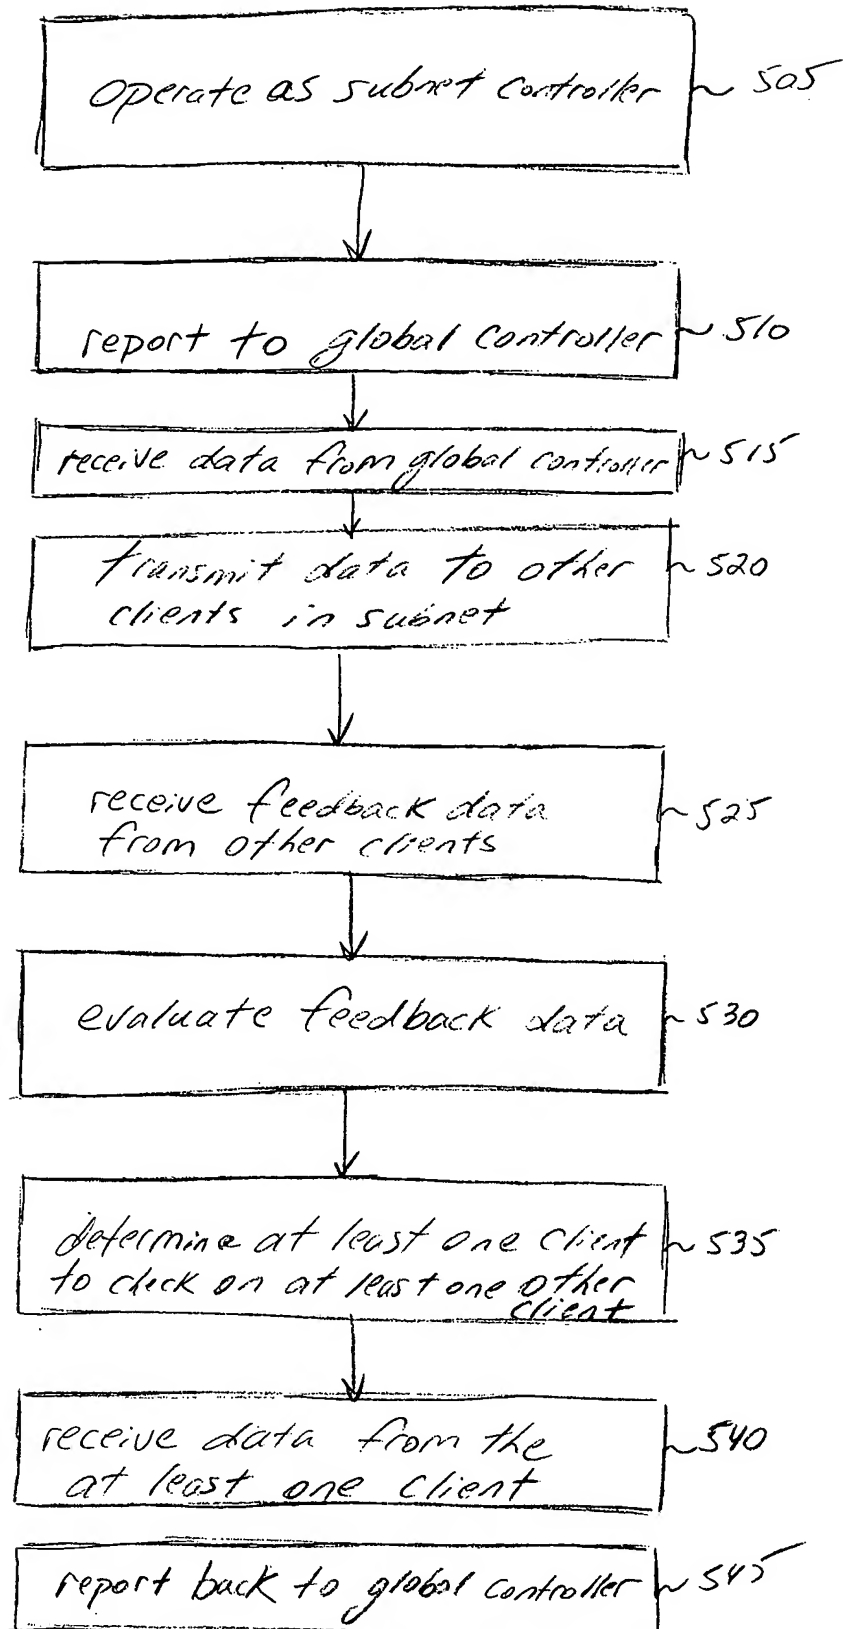 operate as subnet controller 505
report to global controller 510
receive data from global controller 515
transmit data to other 520
clients in subnet
receive feedback data 525
from other clients
evaluate feedback data 530
determine at least one client 535
to check on at least one other
client
receive data from the 540
at least one client
report back to global controller 545